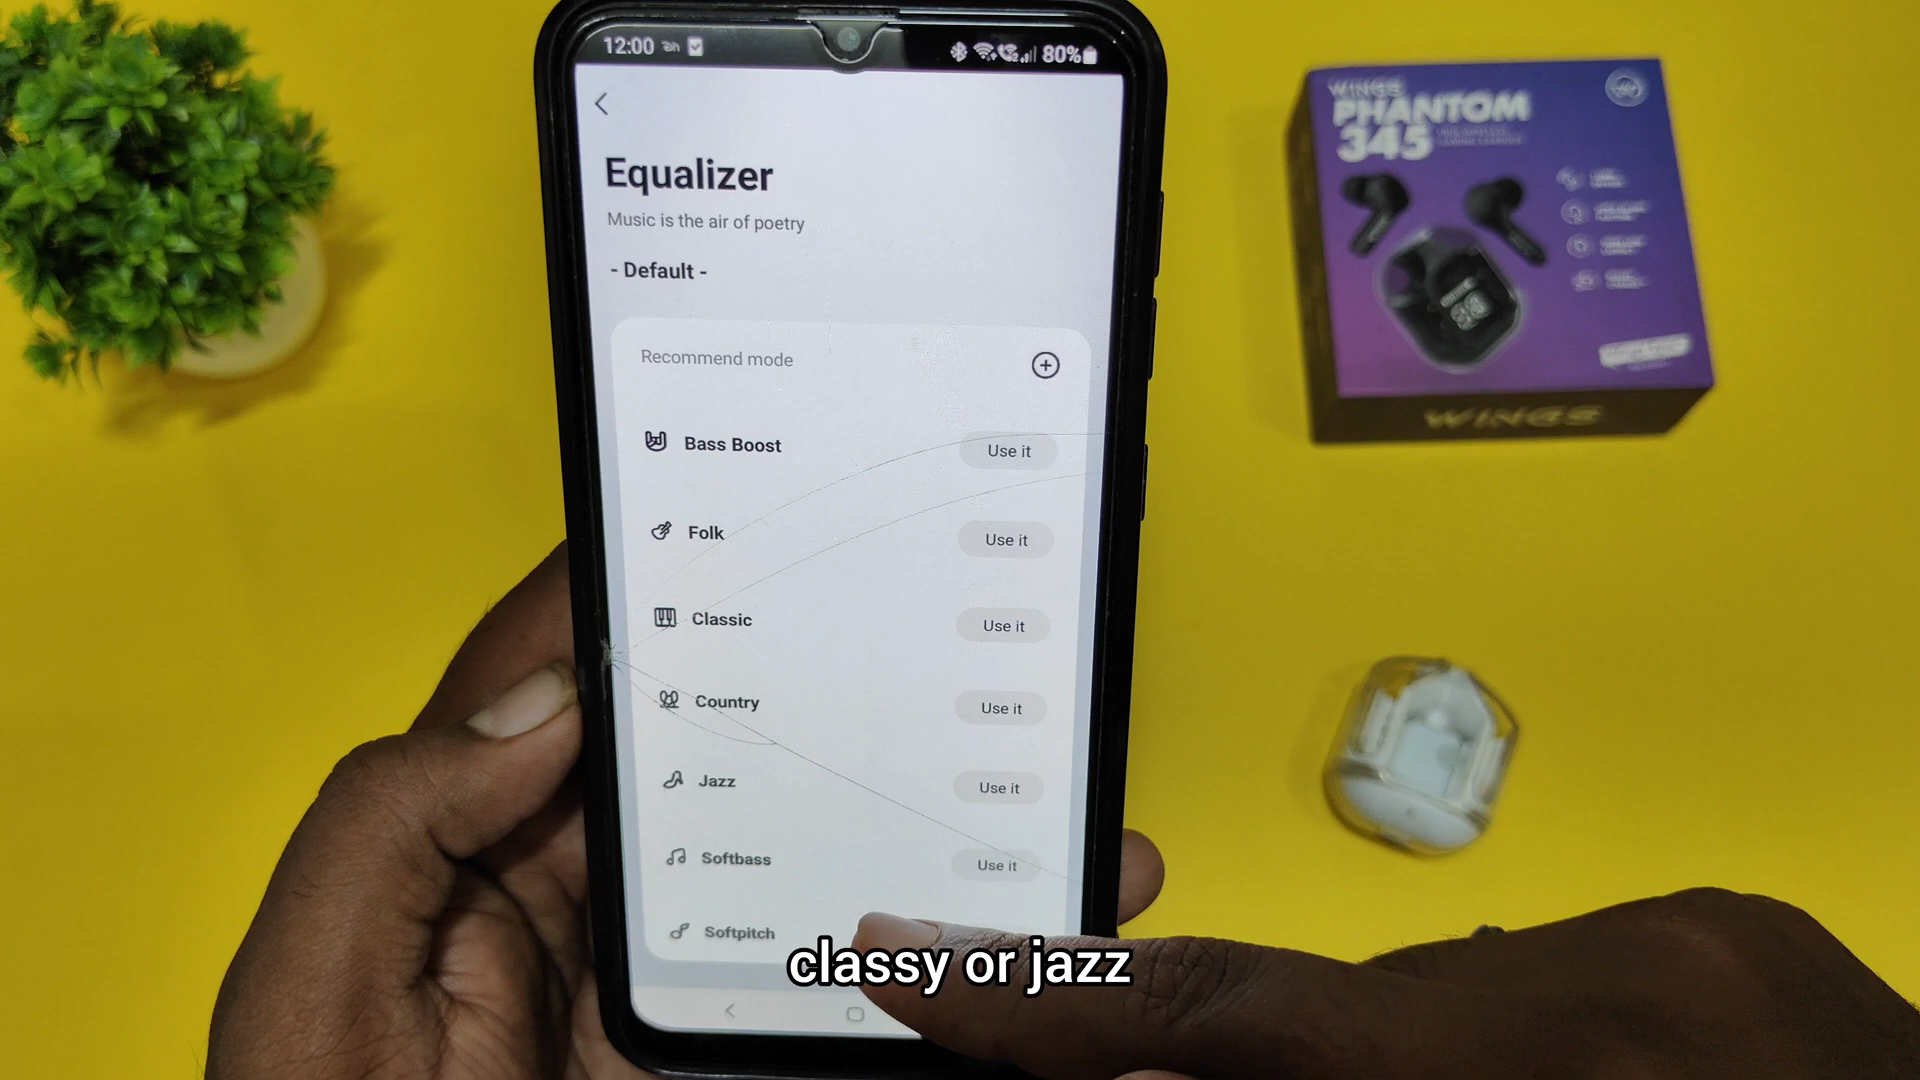 12:00
80%
Equalizer
Music is the air of poetry
- Default -
Recommend mode
Bass Boost
Use it
Folk
Use it
Classic
Use it
Country
Use it
Jazz
Use it
Softbass
Use it
Softpitch
classy or jazz
WINGS
PHANTOM
345
WINGS